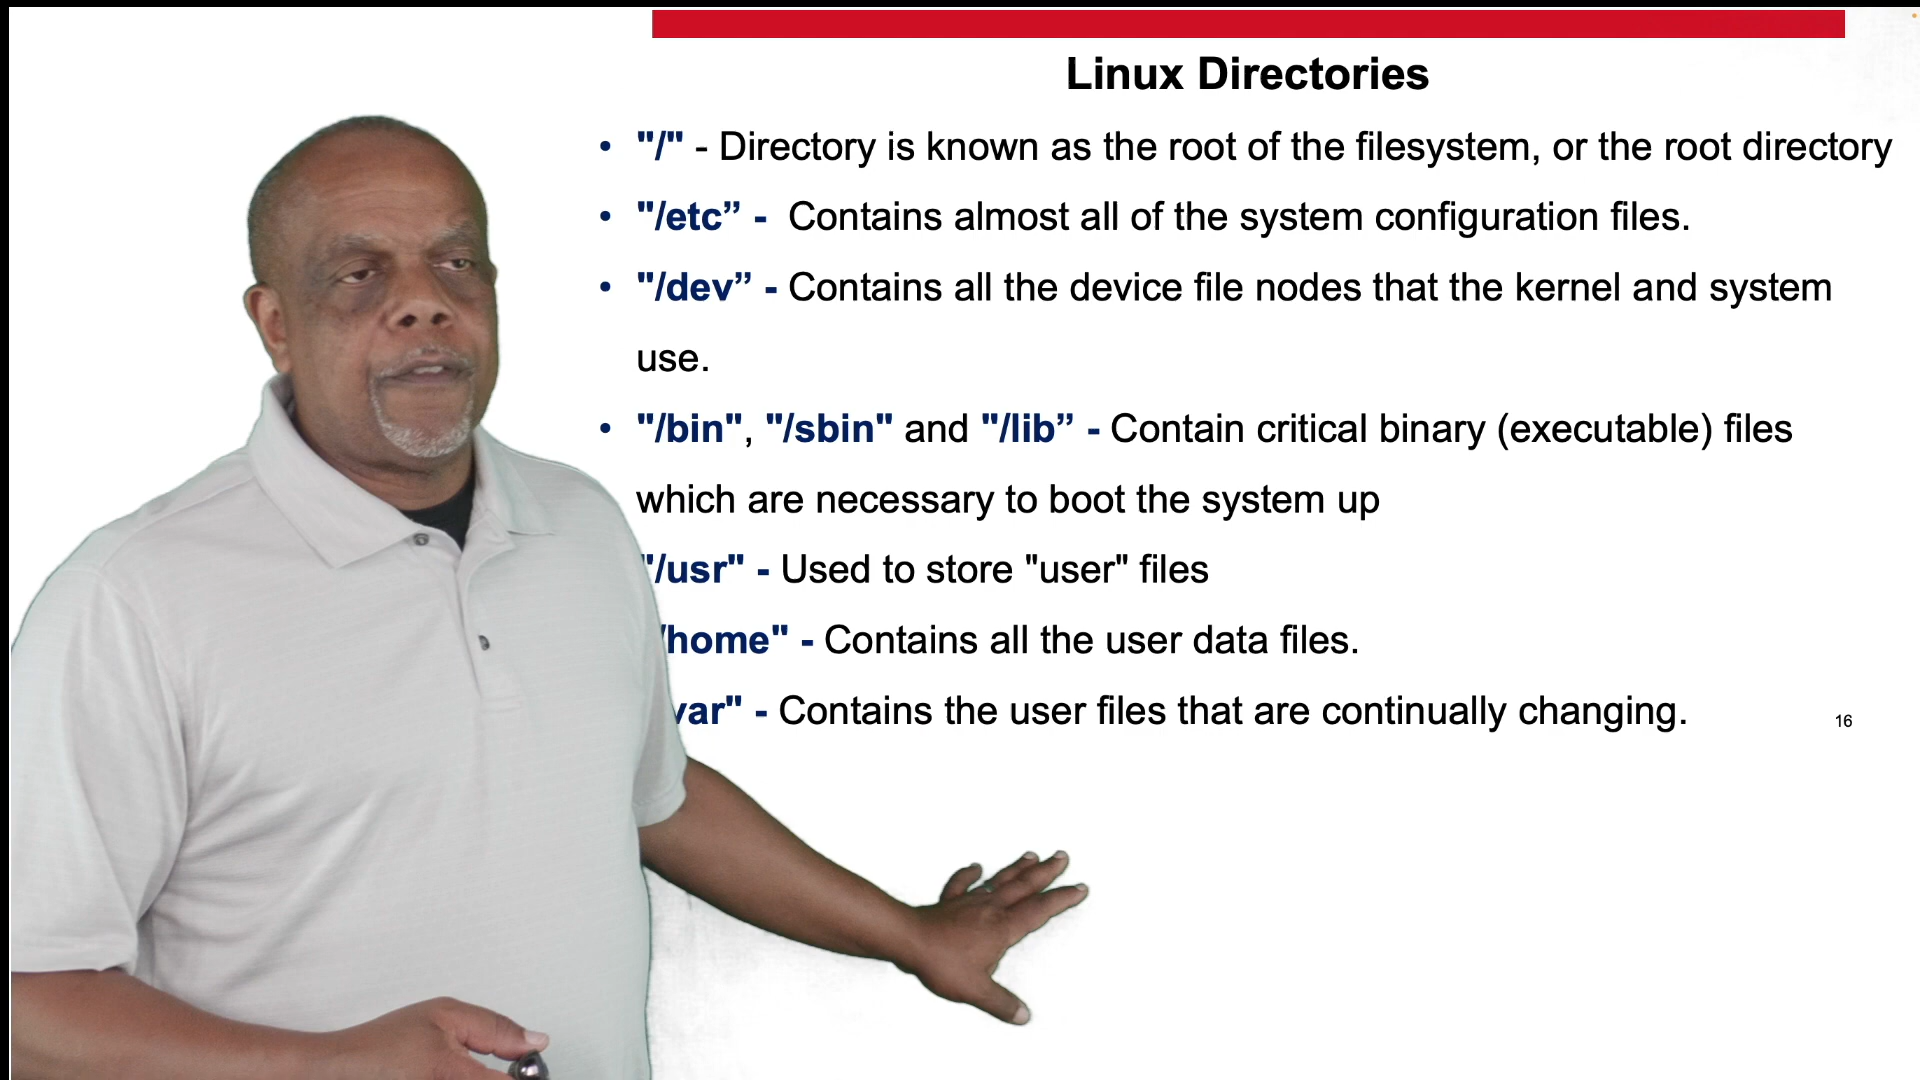 Linux Directories
• "/" - Directory is known as the root of the filesystem, or the root directory
• "/etc” - Contains almost all of the system configuration files.
• "/dev” - Contains all the device file nodes that the kernel and system
use.
• "/bin", "/sbin" and "/lib” - Contain critical binary (executable) files
which are necessary to boot the system up
"/usr" - Used to store "user" files
/home" - Contains all the user data files.
var" - Contains the user files that are continually changing.
16